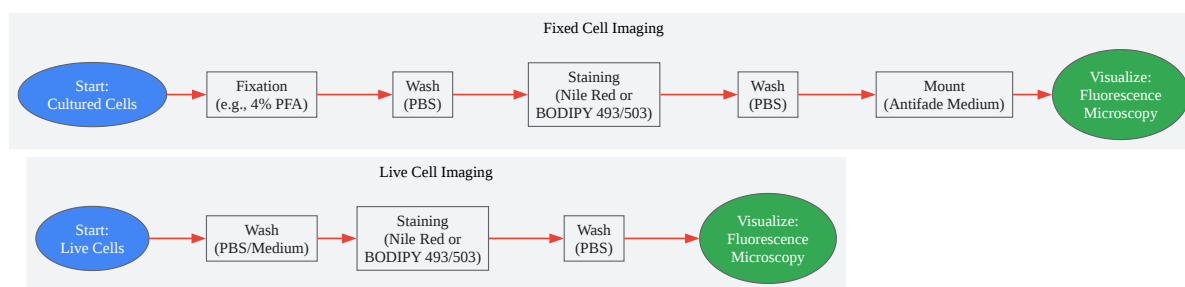 Fixed Cell Imaging
Start:
Cultured Cells
Fixation
(e.g., 4% PFA)
Wash
(PBS)
Staining
(Nile Red or
BODIPY 493/503)
Wash
(PBS)
Mount
(Antifade Medium)
Visualize:
Fluorescence
Microscopy
Live Cell Imaging
Start:
Live Cells
Wash
(PBS/Medium)
Staining
(Nile Red or
BODIPY 493/503)
Wash
(PBS)
Visualize:
Fluorescence
Microscopy